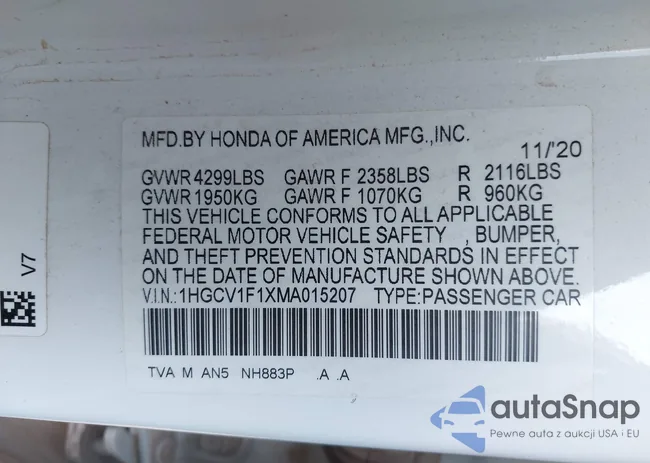 MFD.BY HONDA OF AMERICA MFG.,INC.
11/'20
GVWR 4299LBS GAWR F 2358LBS R 2116LBS
GVWR 1950KG GAWR F 1070KG R 960KG
THIS VEHICLE CONFORMS TO ALL APPLICABLE
FEDERAL MOTOR VEHICLE SAFETY , BUMPER,
AND THEFT PREVENTION STANDARDS IN EFFECT
ON THE DATE OF MANUFACTURE SHOWN ABOVE.
V.I.N.:1HGCV1F1XMA015207 TYPE:PASSENGER CAR
TVA M AN5 NH883P .A .A
V7
autaSnap
Pewne auta z aukcji USA i EU